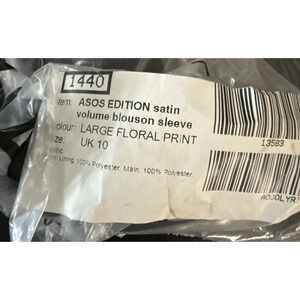 1440
tem: ASOS EDITION satin
volume blouson sleeve
olour: LARGE FLORAL PRINT
ze: UK 10
Lining: 100% Polyester, Main: 100% Polyester.
13583